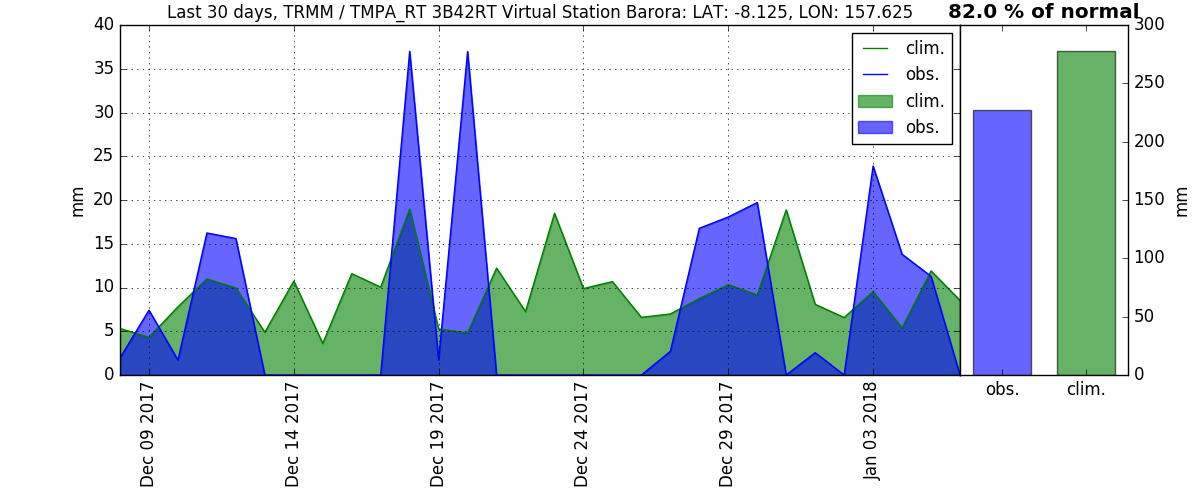 Last 30 days, TRMM / TMPA_RT 3B42RT Virtual Station Barora: LAT: -8.125, LON: 157.625
82.0 % of normal
40
35
30
25
20
15
10
5
0
mm
clim.
obs.
clim.
obs.
300
250
200
150
100
50
0
mm
Dec 09 2017
Dec 14 2017
Dec 19 2017
Dec 24 2017
Dec 29 2017
Jan 03 2018
obs.
clim.